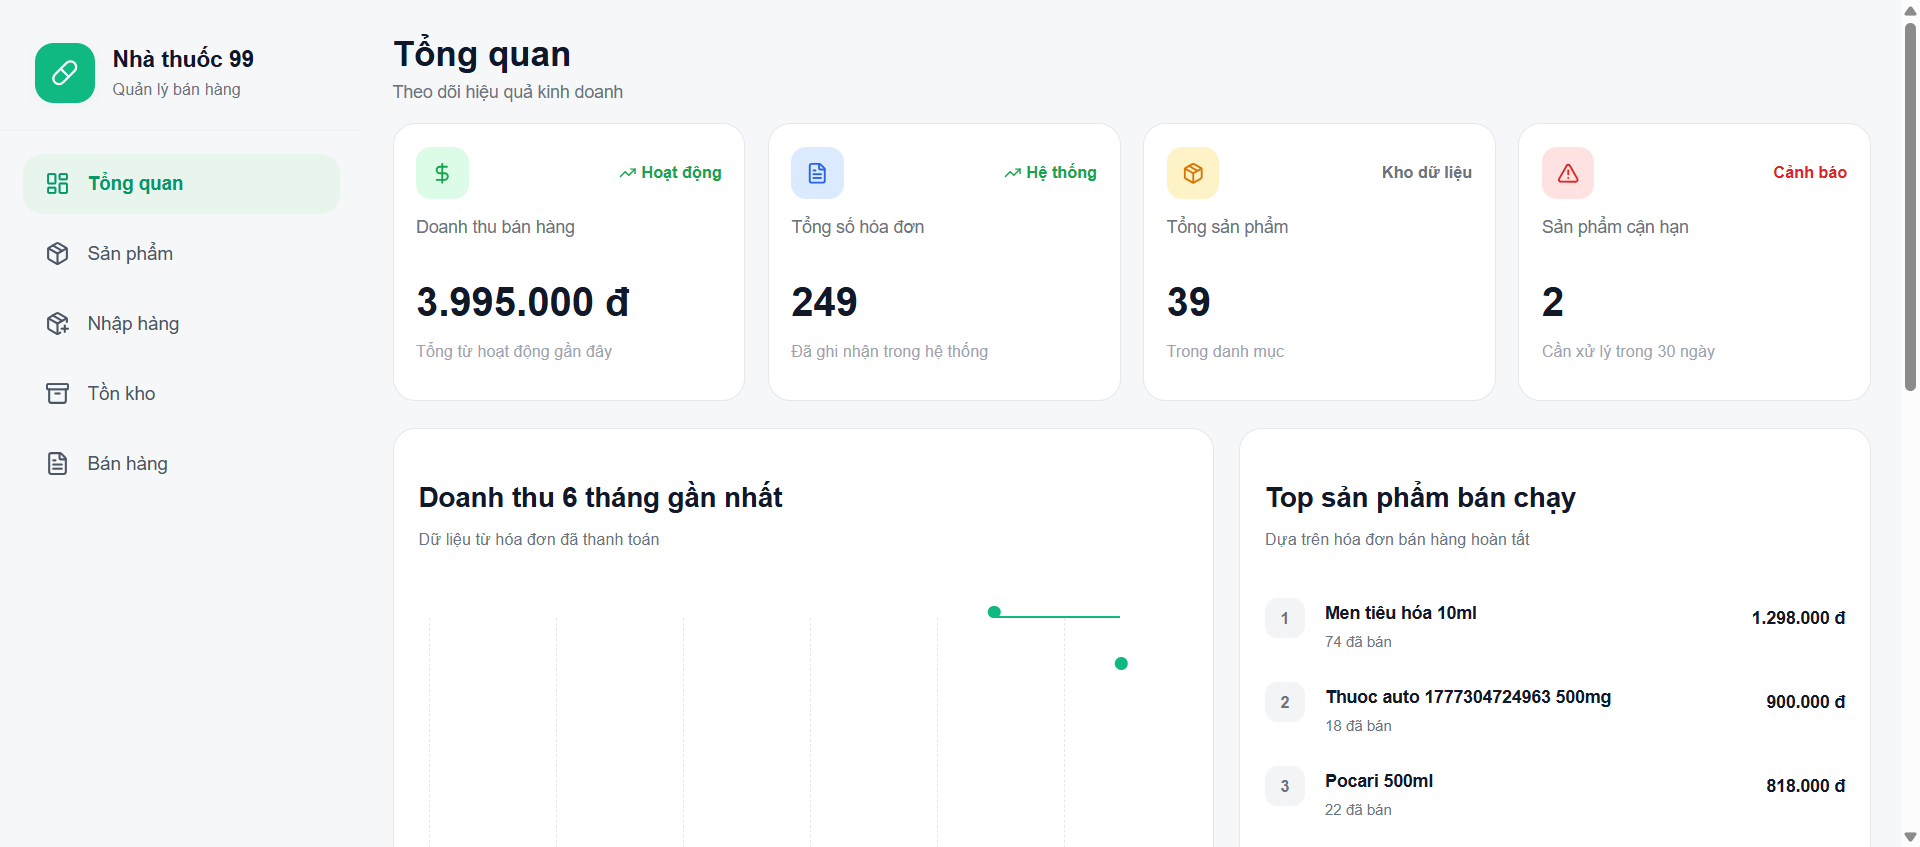 Nhà thuốc 99
Quản lý bán hàng
Tổng quan
Sản phẩm
Nhập hàng
Tồn kho
Bán hàng
Tổng quan
Theo dõi hiệu quả kinh doanh
Hoạt động
Doanh thu bán hàng
3.995.000 đ
Tổng từ hoạt động gần đây
Hệ thống
Tổng số hóa đơn
249
Đã ghi nhận trong hệ thống
Kho dữ liệu
Tổng sản phẩm
39
Trong danh mục
Cảnh báo
Sản phẩm cận hạn
2
Cần xử lý trong 30 ngày
Doanh thu 6 tháng gần nhất
Dữ liệu từ hóa đơn đã thanh toán
Top sản phẩm bán chạy
Dựa trên hóa đơn bán hàng hoàn tất
1 Men tiêu hóa 10ml 1.298.000 đ
74 đã bán
2 Thuoc auto 1777304724963 500mg 900.000 đ
18 đã bán
3 Pocari 500ml 818.000 đ
22 đã bán